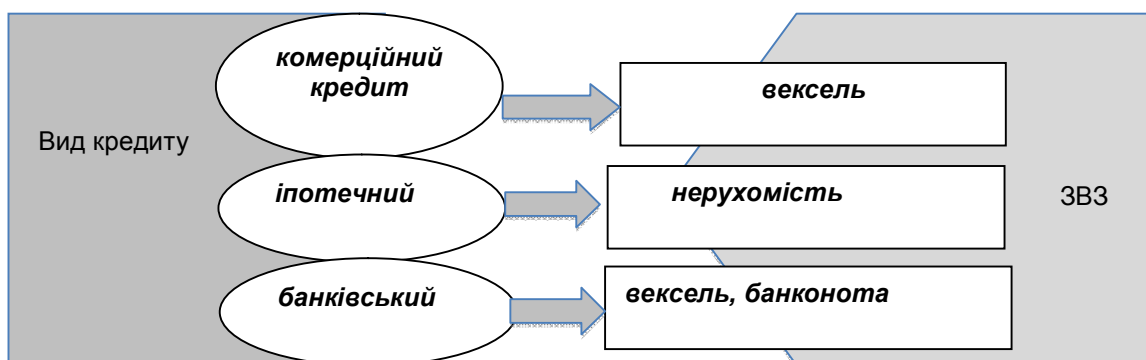 комерційний
кредит
вексель
Вид кредиту
іпотечний
нерухомість
ЗВЗ
банківський
вексель, банконота